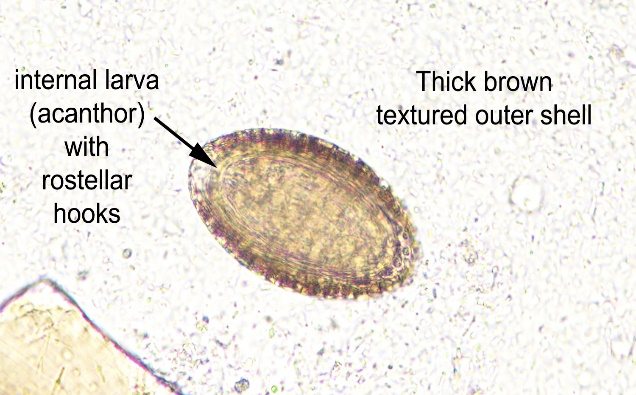 internal larva
(acanthor)
with
rostellar
hooks
Thick brown
textured outer shell